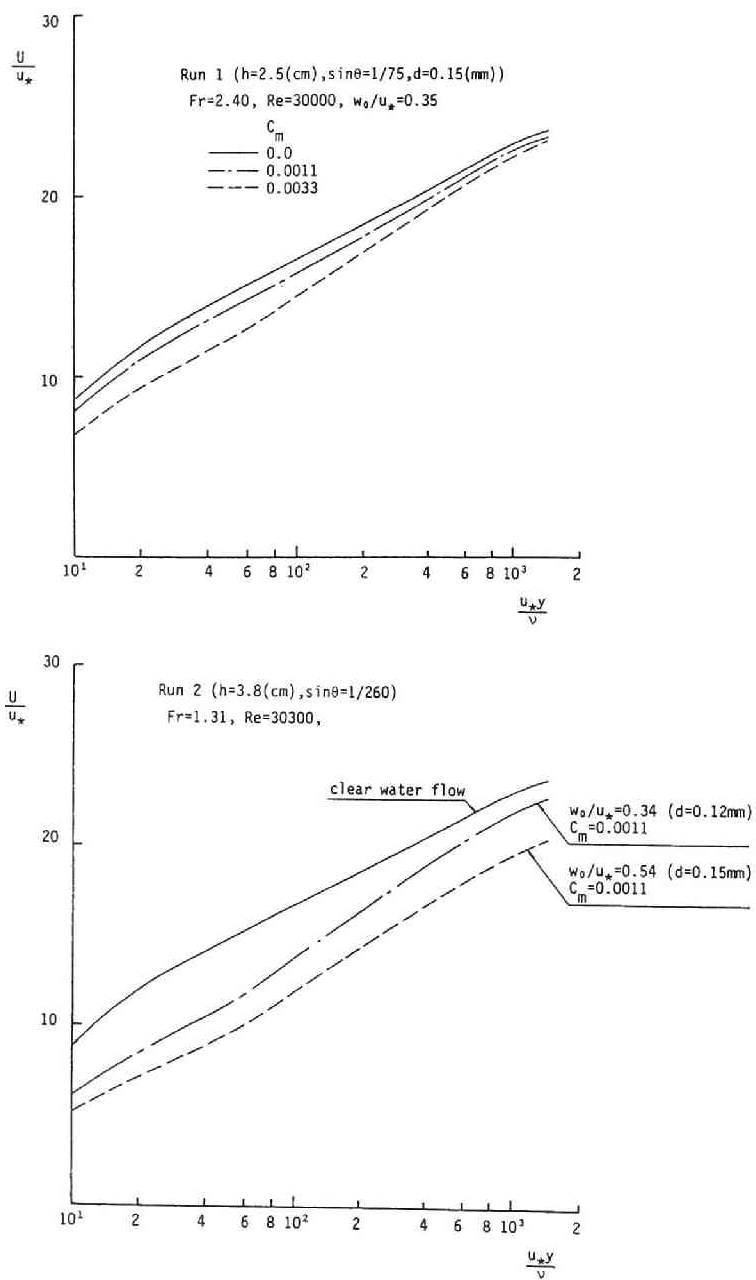 30
U
u*
Run 1 (h=2.5(cm),sinθ=1/75,d=0.15(mm))
Fr=2.40, Re=30000, w₀/u*=0.35
Cm
0.0
0.0011
0.0033
20
10
10¹ 2 4 6 8 10² 2 4 6 8 10³ 2
u*y
ν
30
U
u*
Run 2 (h=3.8(cm),sinθ=1/260)
Fr=1.31, Re=30300,
clear water flow
w₀/u*=0.34 (d=0.12mm)
Cm=0.0011
20
w₀/u*=0.54 (d=0.15mm)
Cm=0.0011
10
10¹ 2 4 6 8 10² 2 4 6 8 10³ 2
u*y
ν